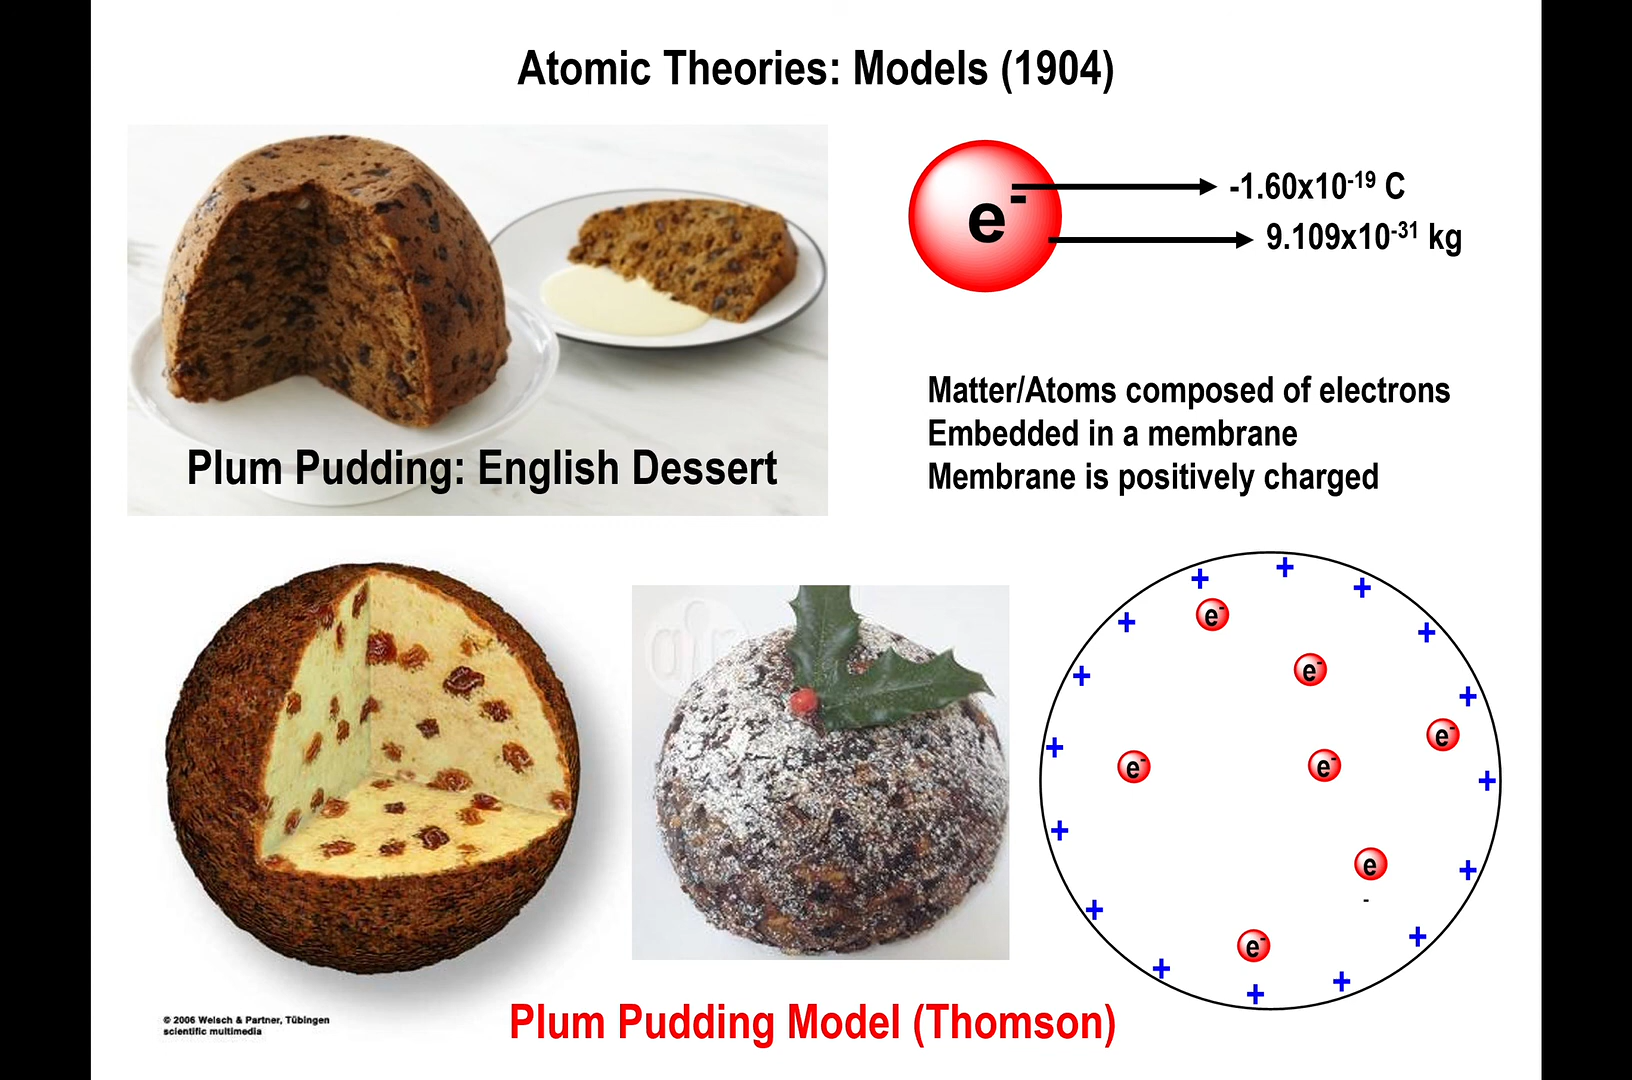 Atomic Theories: Models (1904)
e-
-1.60x10-19 C
9.109x10-31 kg
Plum Pudding: English Dessert
Matter/Atoms composed of electrons
Embedded in a membrane
Membrane is positively charged
+ + +
+ +
e-
+ +
e-
+ +
e- e- e-
+ +
e
-
+ +
e-
+ +
+ +
© 2006 Welsch & Partner, Tübingen
scientific multimedia
Plum Pudding Model (Thomson)